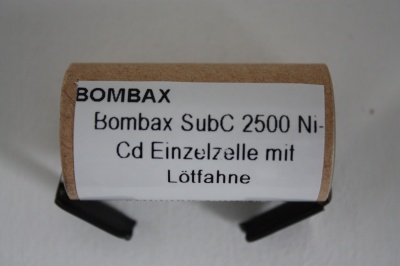 BOMBAX
Bombax SubC 2500 Ni-
Cd Einzelzelle mit
Lötfahne